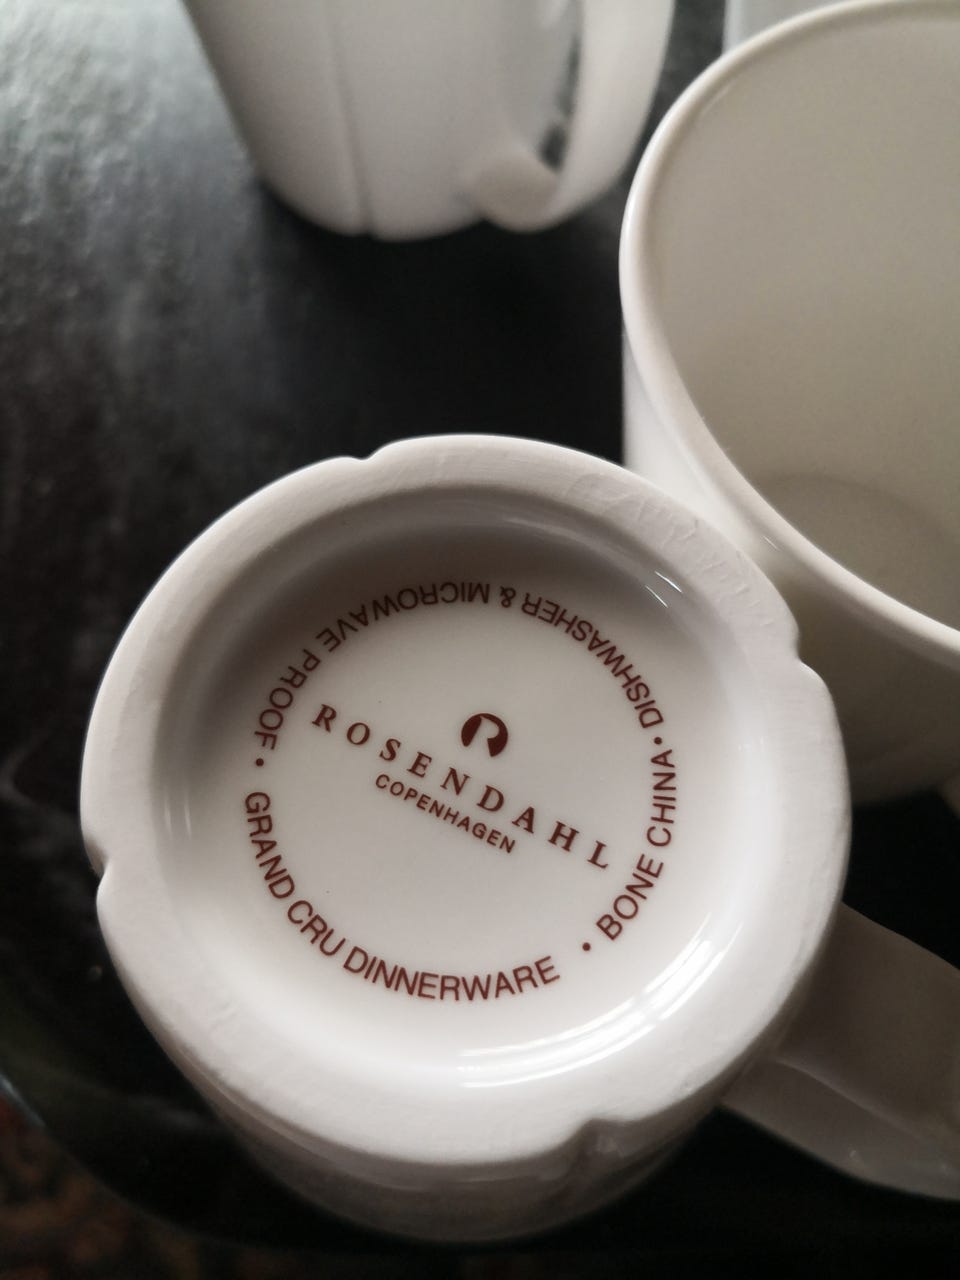 ROSENDAHL
COPENHAGEN
GRAND CRU DINNERWARE • BONE CHINA • DISHWASHER & MICROWAVE PROOF •